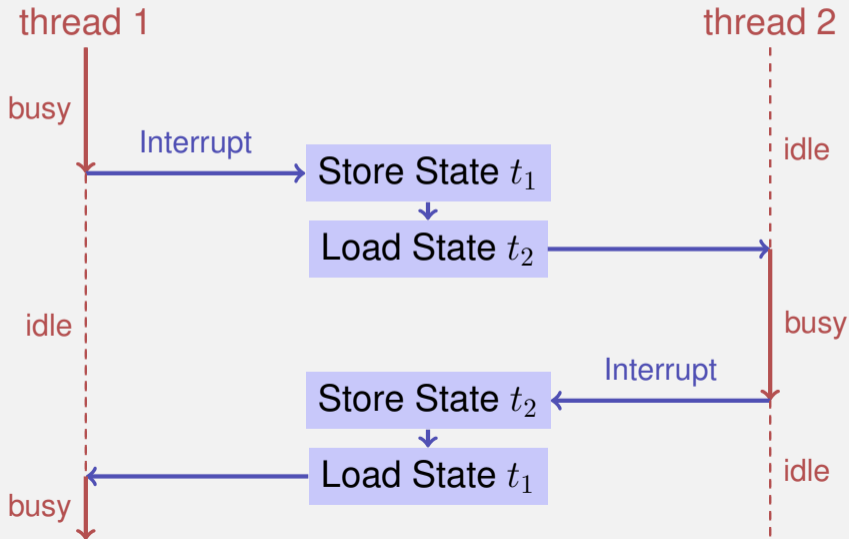 thread 1
thread 2
busy
Interrupt
idle
Store State t₁
Load State t₂
idle
busy
Interrupt
Store State t₂
Load State t₁
idle
busy